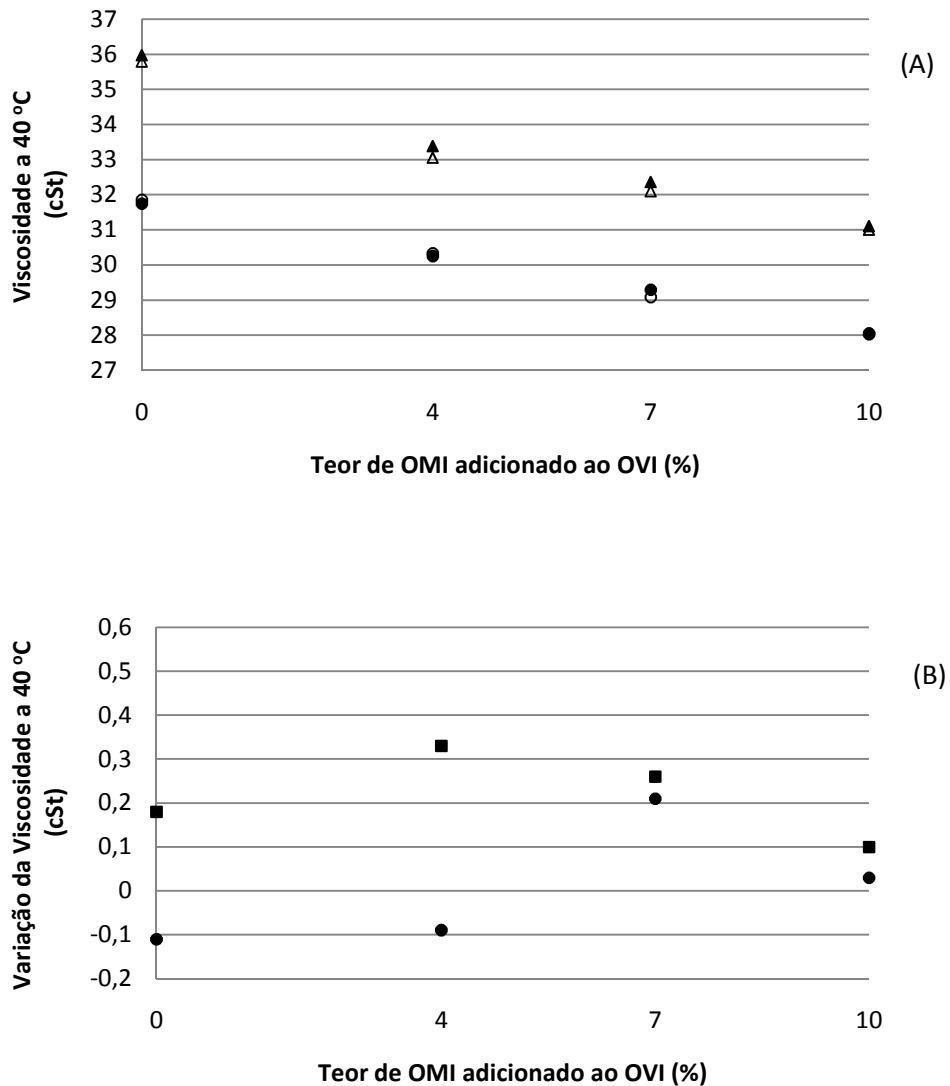 37
36
35
34
33
32
31
30
29
28
27
Viscosidade a 40 ºC
(cSt)
(A)
0 4 7 10
Teor de OMI adicionado ao OVI (%)
0,6
0,5
0,4
0,3
0,2
0,1
0
-0,1
-0,2
Variação da Viscosidade a 40 ºC
(cSt)
(B)
0 4 7 10
Teor de OMI adicionado ao OVI (%)